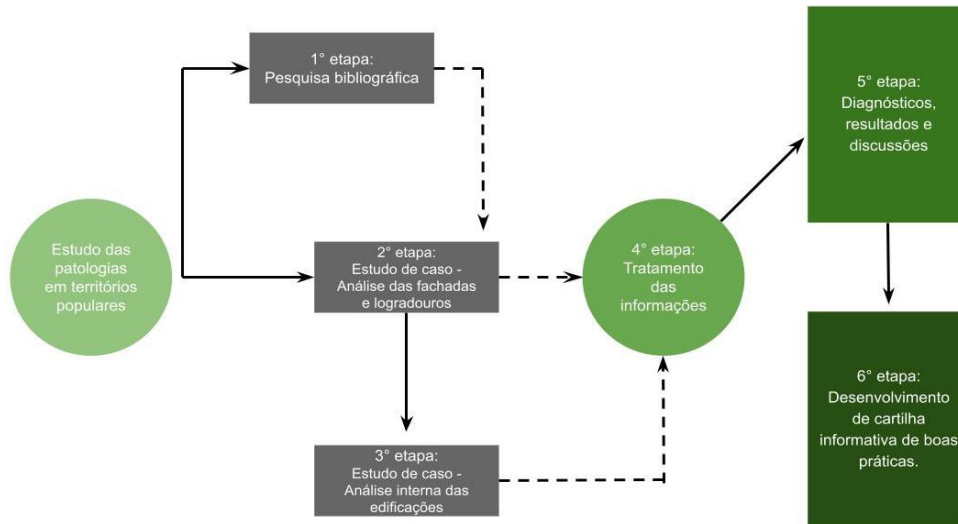 1° etapa:
Pesquisa bibliográfica
Estudo das
patologias
em territórios
populares
2° etapa:
Estudo de caso -
Análise das fachadas
e logradouros
3° etapa:
Estudo de caso -
Análise interna das
edificações
4° etapa:
Tratamento
das
informações
5° etapa:
Diagnósticos,
resultados e
discussões
6° etapa:
Desenvolvimento
de cartilha
informativa de boas
práticas.